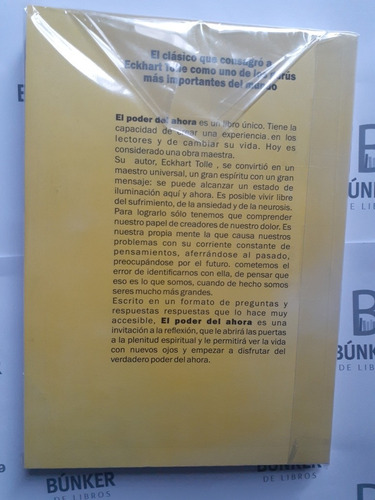 El clásico que consagró a
Eckhart Tolle como uno de los gurús
más importantes del mundo
El poder del ahora es un libro único. Tiene la
capacidad de crear una experiencia en los
lectores y de cambiar su vida. Hoy es
considerado una obra maestra.
Su autor, Eckhart Tolle , se convirtió en un
maestro universal, un gran espíritu con un gran
mensaje: se puede alcanzar un estado de
iluminación aquí y ahora. Es posible vivir libre
del sufrimiento, de la ansiedad y de la neurosis.
Para lograrlo sólo tenemos que comprender
nuestro papel de creadores de nuestro dolor. Es
nuestra propia mente la que causa nuestros
problemas con su corriente constante de
pensamientos, aferrándose al pasado,
preocupándose por el futuro. cometemos el
error de identificarnos con ella, de pensar que
eso es lo que somos, cuando de hecho somos
seres mucho más grandes.
Escrito en un formato de preguntas y
respuestas respuestas que lo hace muy
accesible, El poder del ahora es una
invitación a la reflexión, que le abrirá las puertas
a la plenitud espiritual y le permitirá ver la vida
con nuevos ojos y empezar a disfrutar del
verdadero poder del ahora.
BÚNKER
DE LIBROS
BÚNKER
DE LIBROS